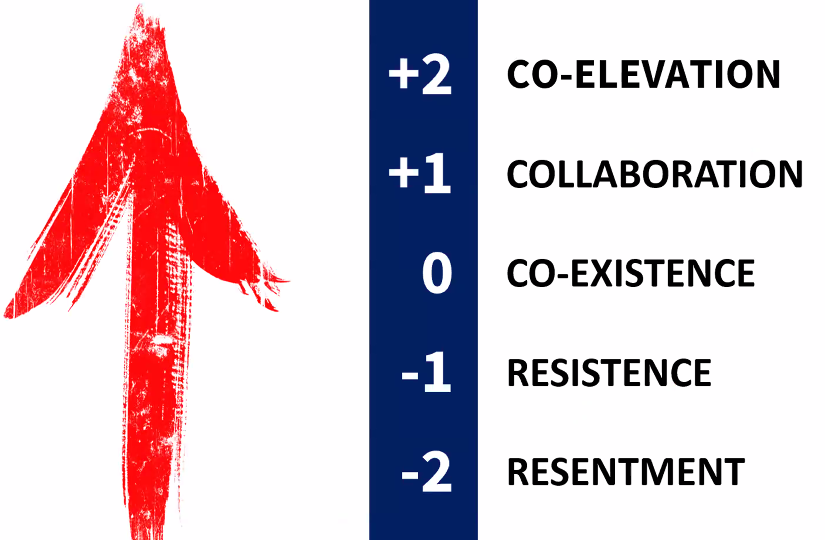 +2 CO-ELEVATION
+1 COLLABORATION
0 CO-EXISTENCE
-1 RESISTENCE
-2 RESENTMENT